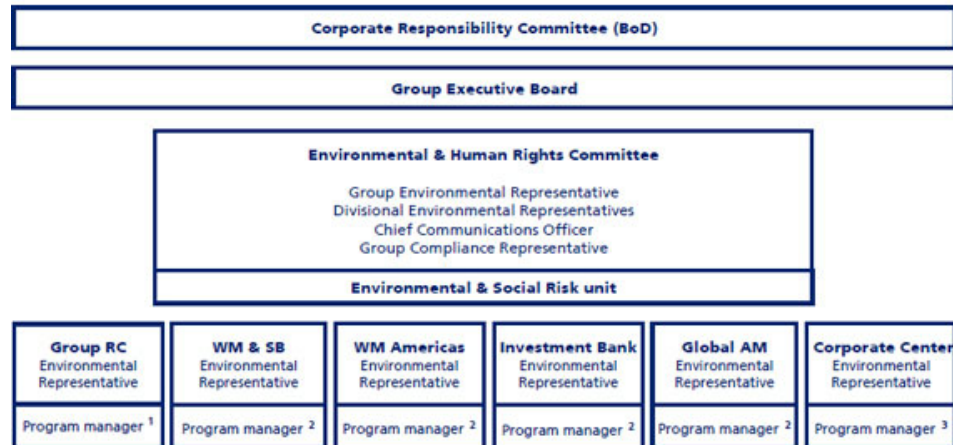 Corporate Responsibility Committee (BoD)
Group Executive Board
Environmental & Human Rights Committee
Group Environmental Representative
Divisional Environmental Representatives
Chief Communications Officer
Group Compliance Representative
Environmental & Social Risk unit
Group RC
Environmental
Representative
Program manager 1
WM & SB
Environmental
Representative
Program manager 2
WM Americas
Environmental
Representative
Program manager 2
Investment Bank
Environmental
Representative
Program manager 2
Global AM
Environmental
Representative
Program manager 2
Corporate Center
Environmental
Representative
Program manager 3